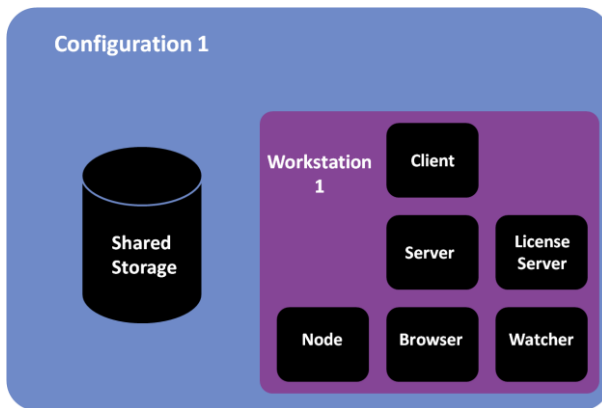 Configuration 1
Workstation
1
Client
Shared
Storage
Server
License
Server
Node
Browser
Watcher